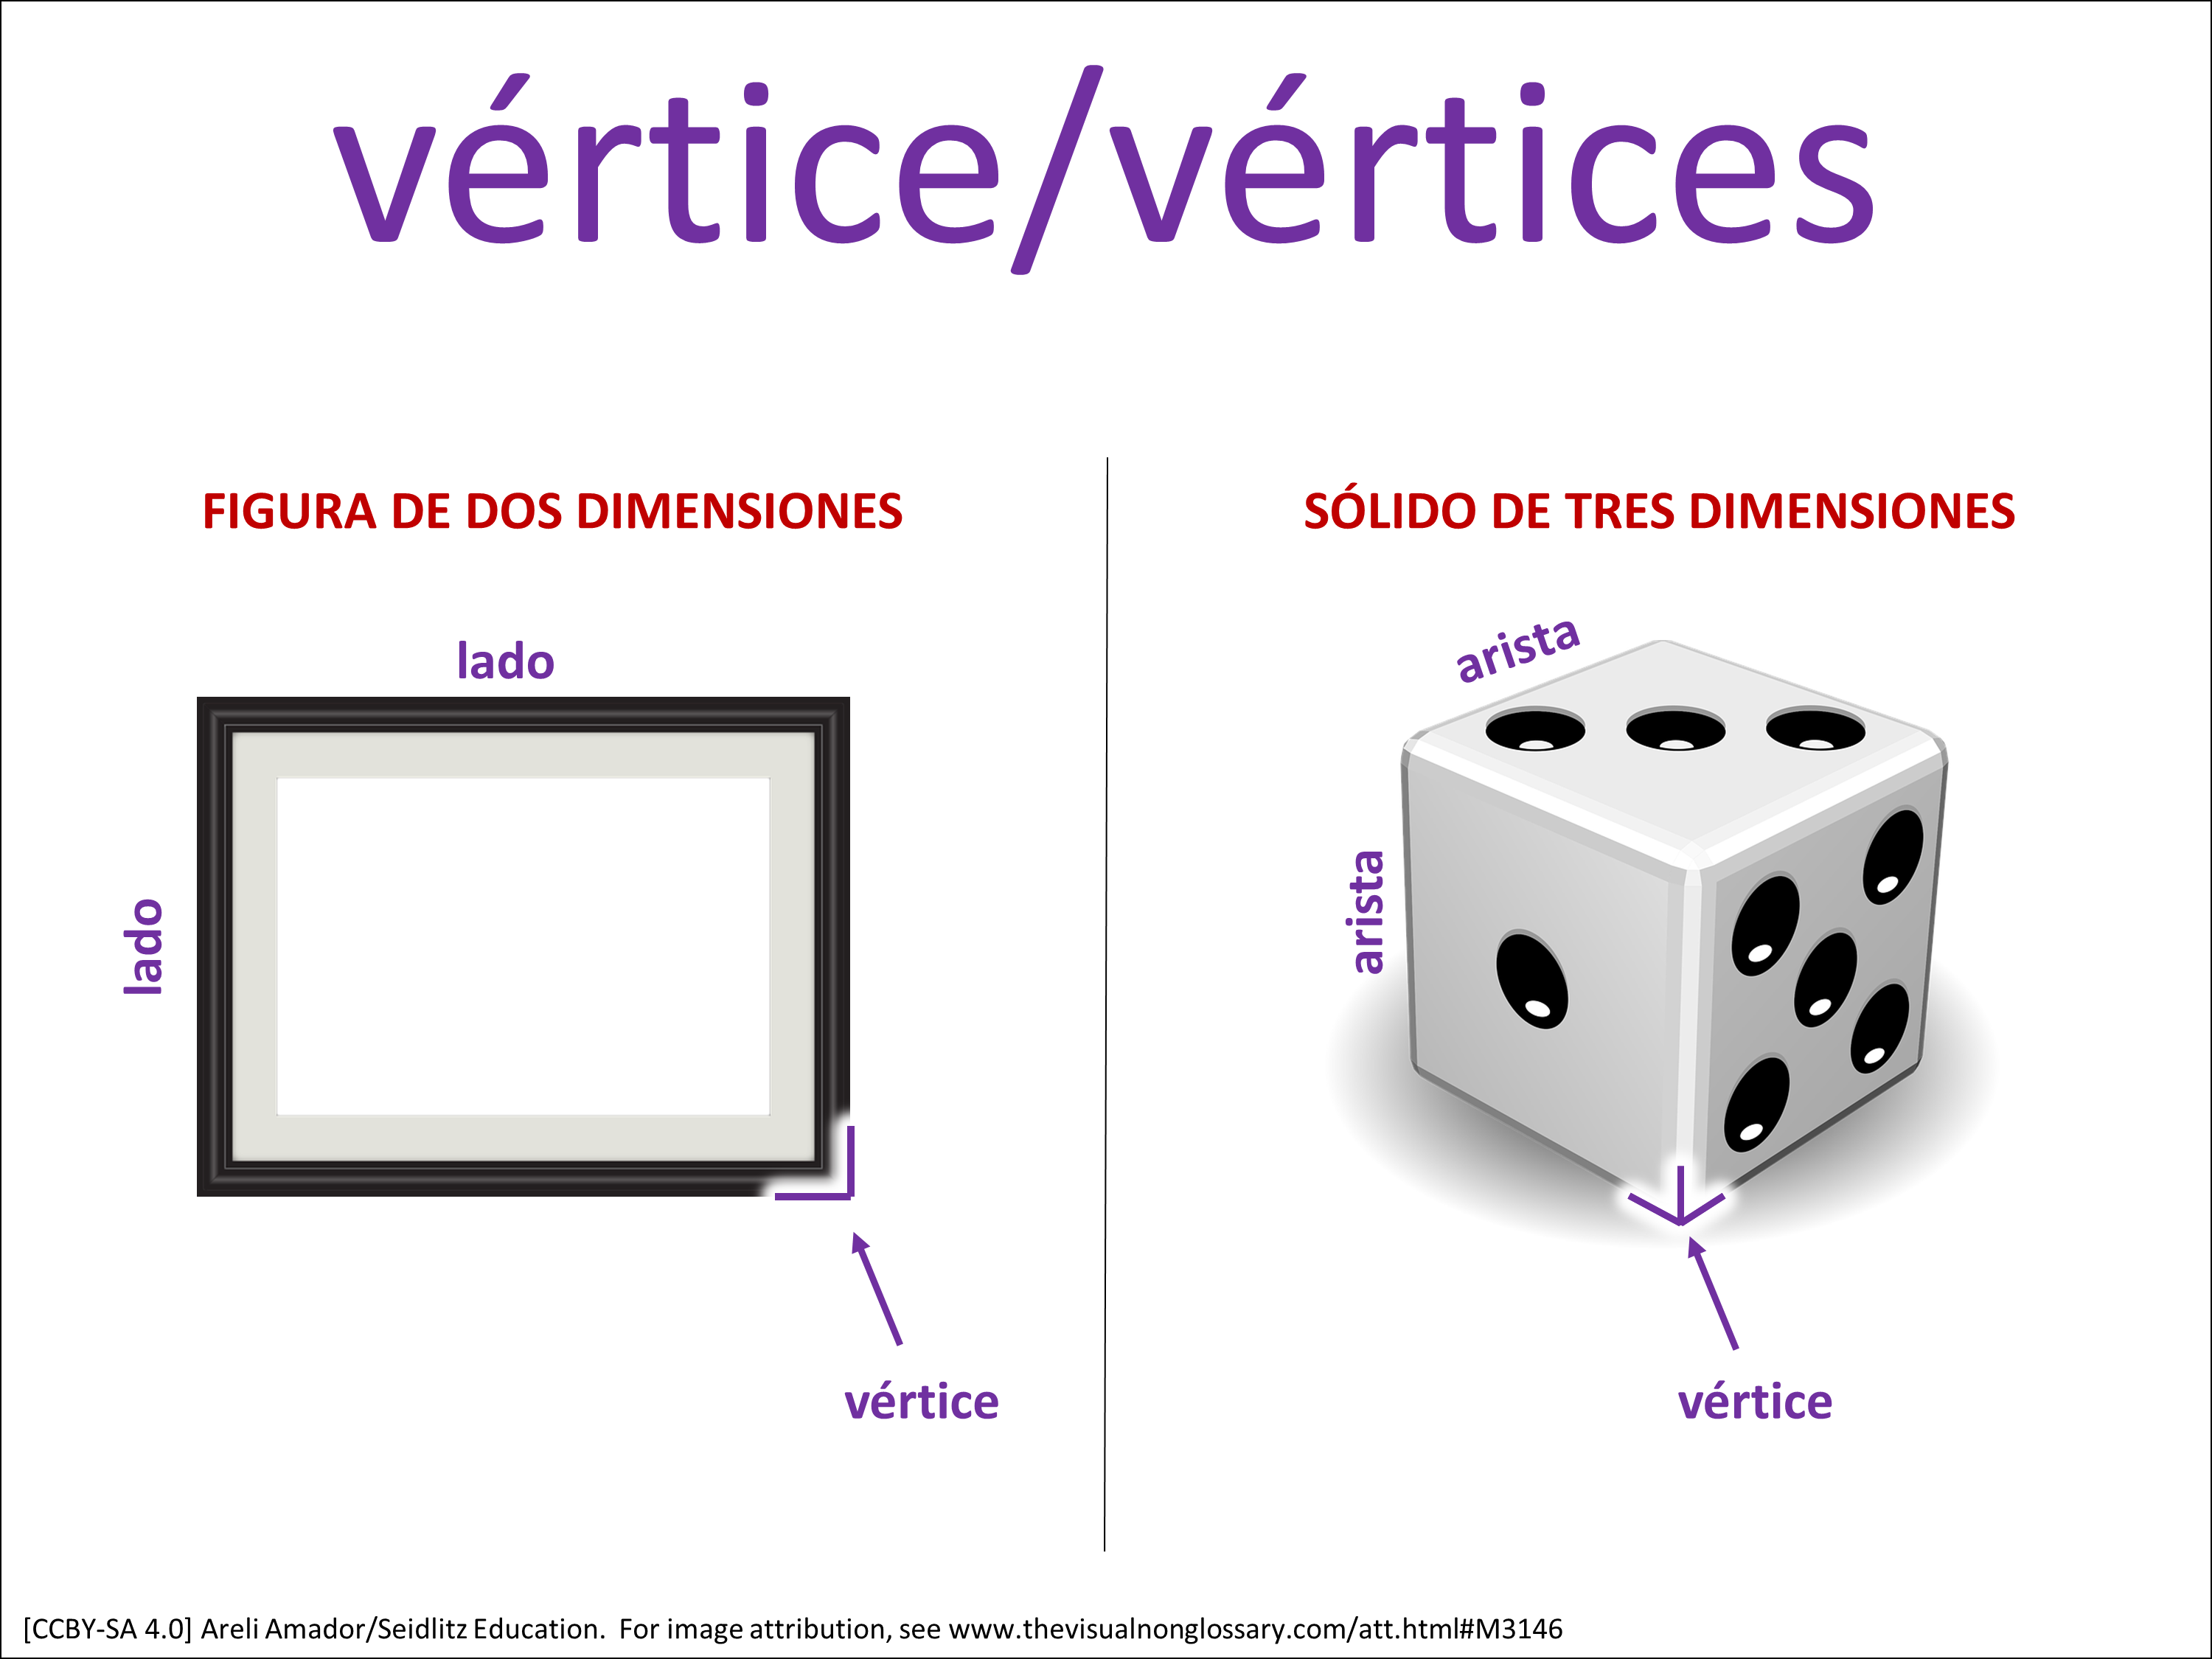 vértice/vértices
FIGURA DE DOS DIMENSIONES
lado
lado
vértice
SÓLIDO DE TRES DIMENSIONES
arista
arista
vértice
[CCBY-SA 4.0] Areli Amador/Seidlitz Education.  For image attribution, see www.thevisualnonglossary.com/att.html#M3146